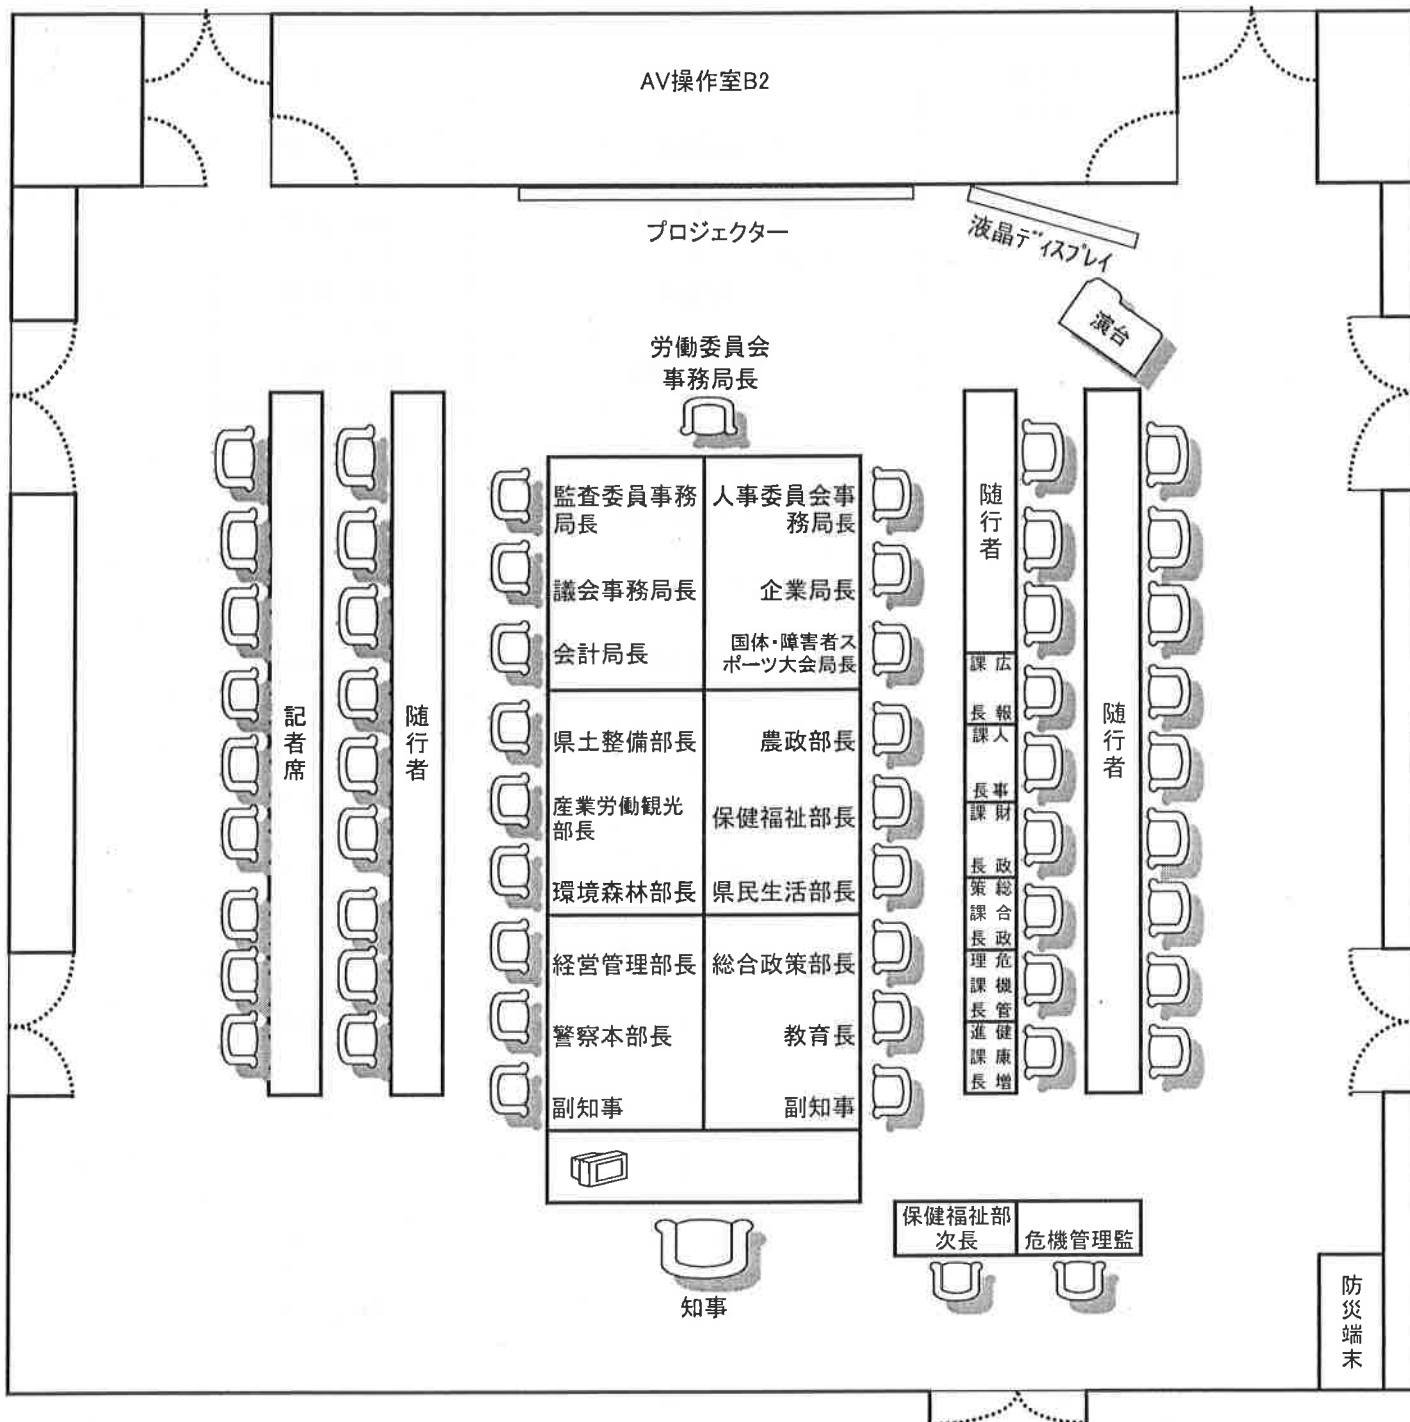 AV操作室B2
プロジェクター
液晶ディスプレイ
演台
労働委員会
事務局長
監査委員事務
局長
人事委員会事
務局長
議会事務局長
企業局長
会計局長
国体・障害者ス
ポーツ大会局長
県土整備部長
農政部長
産業労働観光
部長
保健福祉部長
環境森林部長
県民生活部長
経営管理部長
総合政策部長
警察本部長
教育長
副知事
副知事
記者席
随行者
随行者
広報
課長
人事
課長
財政
課長
総合政
策課長
危機管
理課長
健康増
進課長
随行者
知事
保健福祉部
次長
危機管理監
防災端末